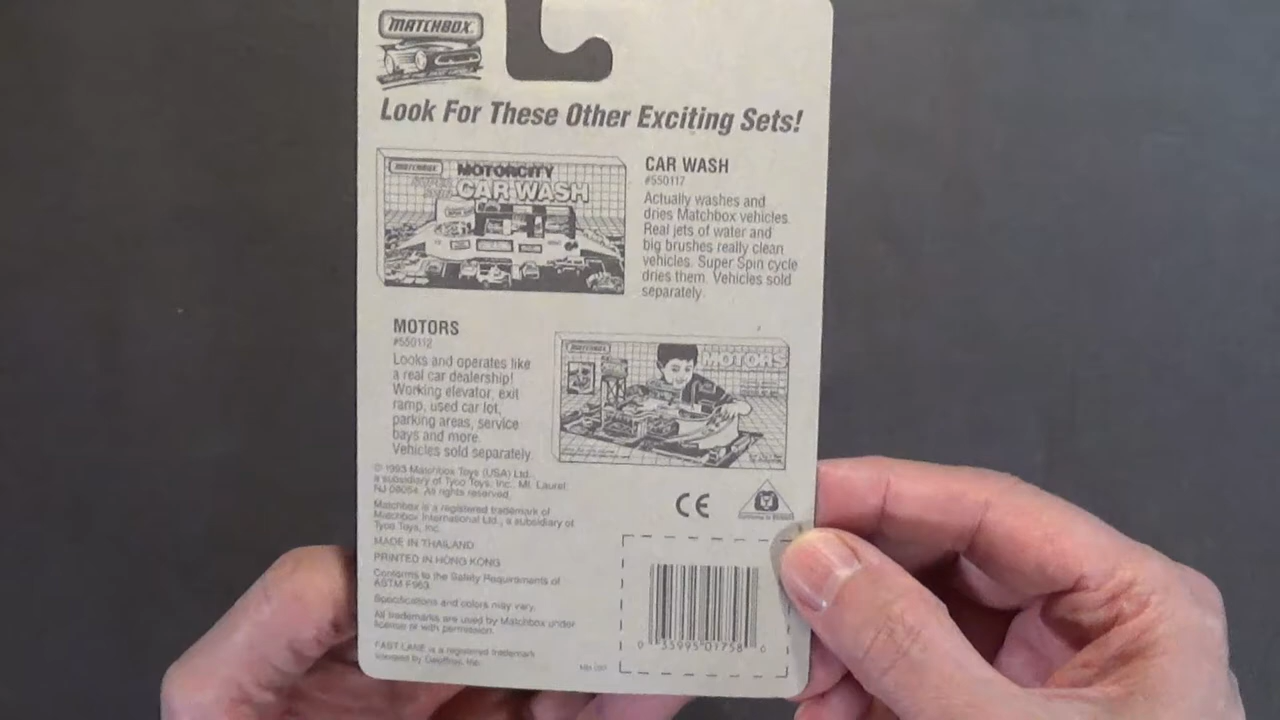 MATCHBOX
Look For These Other Exciting Sets!
MATCHBOX
MOTORCITY
CAR WASH
CAR WASH
#550117
Actually washes and
dries Matchbox vehicles.
Real jets of water and
big brushes really clean
vehicles. Super Spin cycle
dries them. Vehicles sold
separately.
MOTORS
#550112
Looks and operates like
a real car dealership!
Working elevator, exit
ramp, used car lot,
parking areas, service
bays and more.
Vehicles sold separately.
MATCHBOX
MOTORS
© 1993 Matchbox Toys (USA) Ltd.,
a subsidiary of Tyco Toys, Inc., Mt. Laurel,
NJ 08054. All rights reserved.
Matchbox is a registered trademark of
Matchbox International Ltd., a subsidiary of
Tyco Toys, Inc.
MADE IN THAILAND
PRINTED IN HONG KONG
Conforms to the Safety Requirements of
ASTM F963.
Specifications and colors may vary.
All trademarks are used by Matchbox under
license or with permission.
FAST LANE is a registered trademark
licensed by Geoffrey, Inc.
CE
0 35995 01758 0